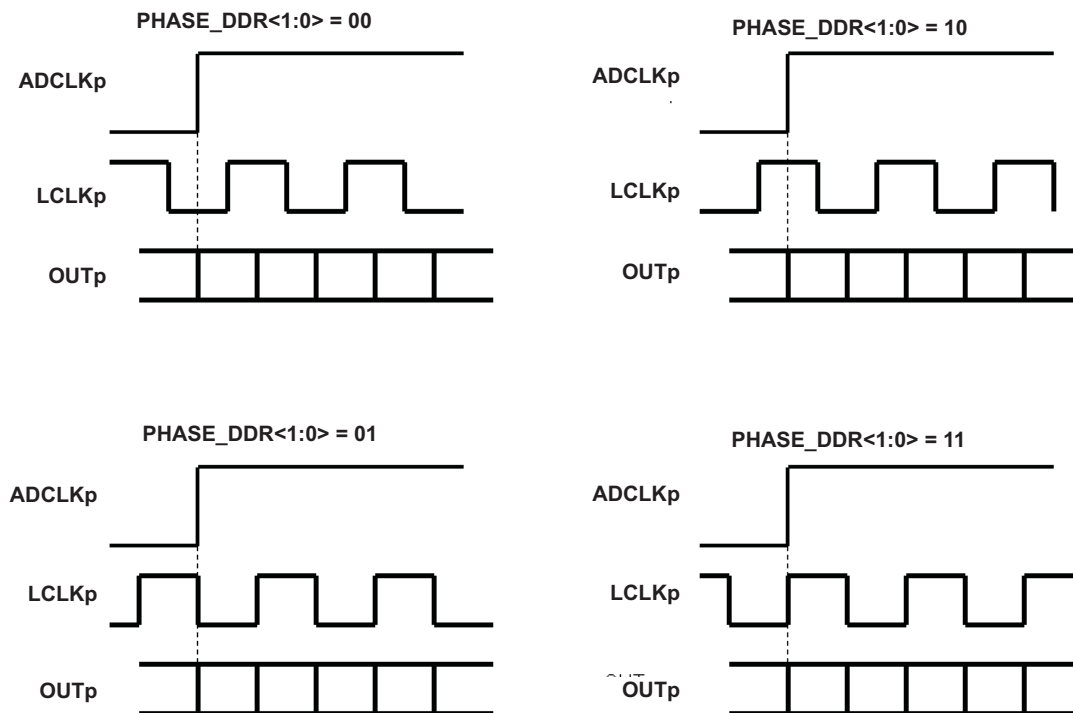 PHASE_DDR<1:0> = 00
ADCLKp
LCLKp
OUTp
PHASE_DDR<1:0> = 10
ADCLKp
LCLKp
OUTp
PHASE_DDR<1:0> = 01
ADCLKp
LCLKp
OUTp
PHASE_DDR<1:0> = 11
ADCLKp
LCLKp
OUTp